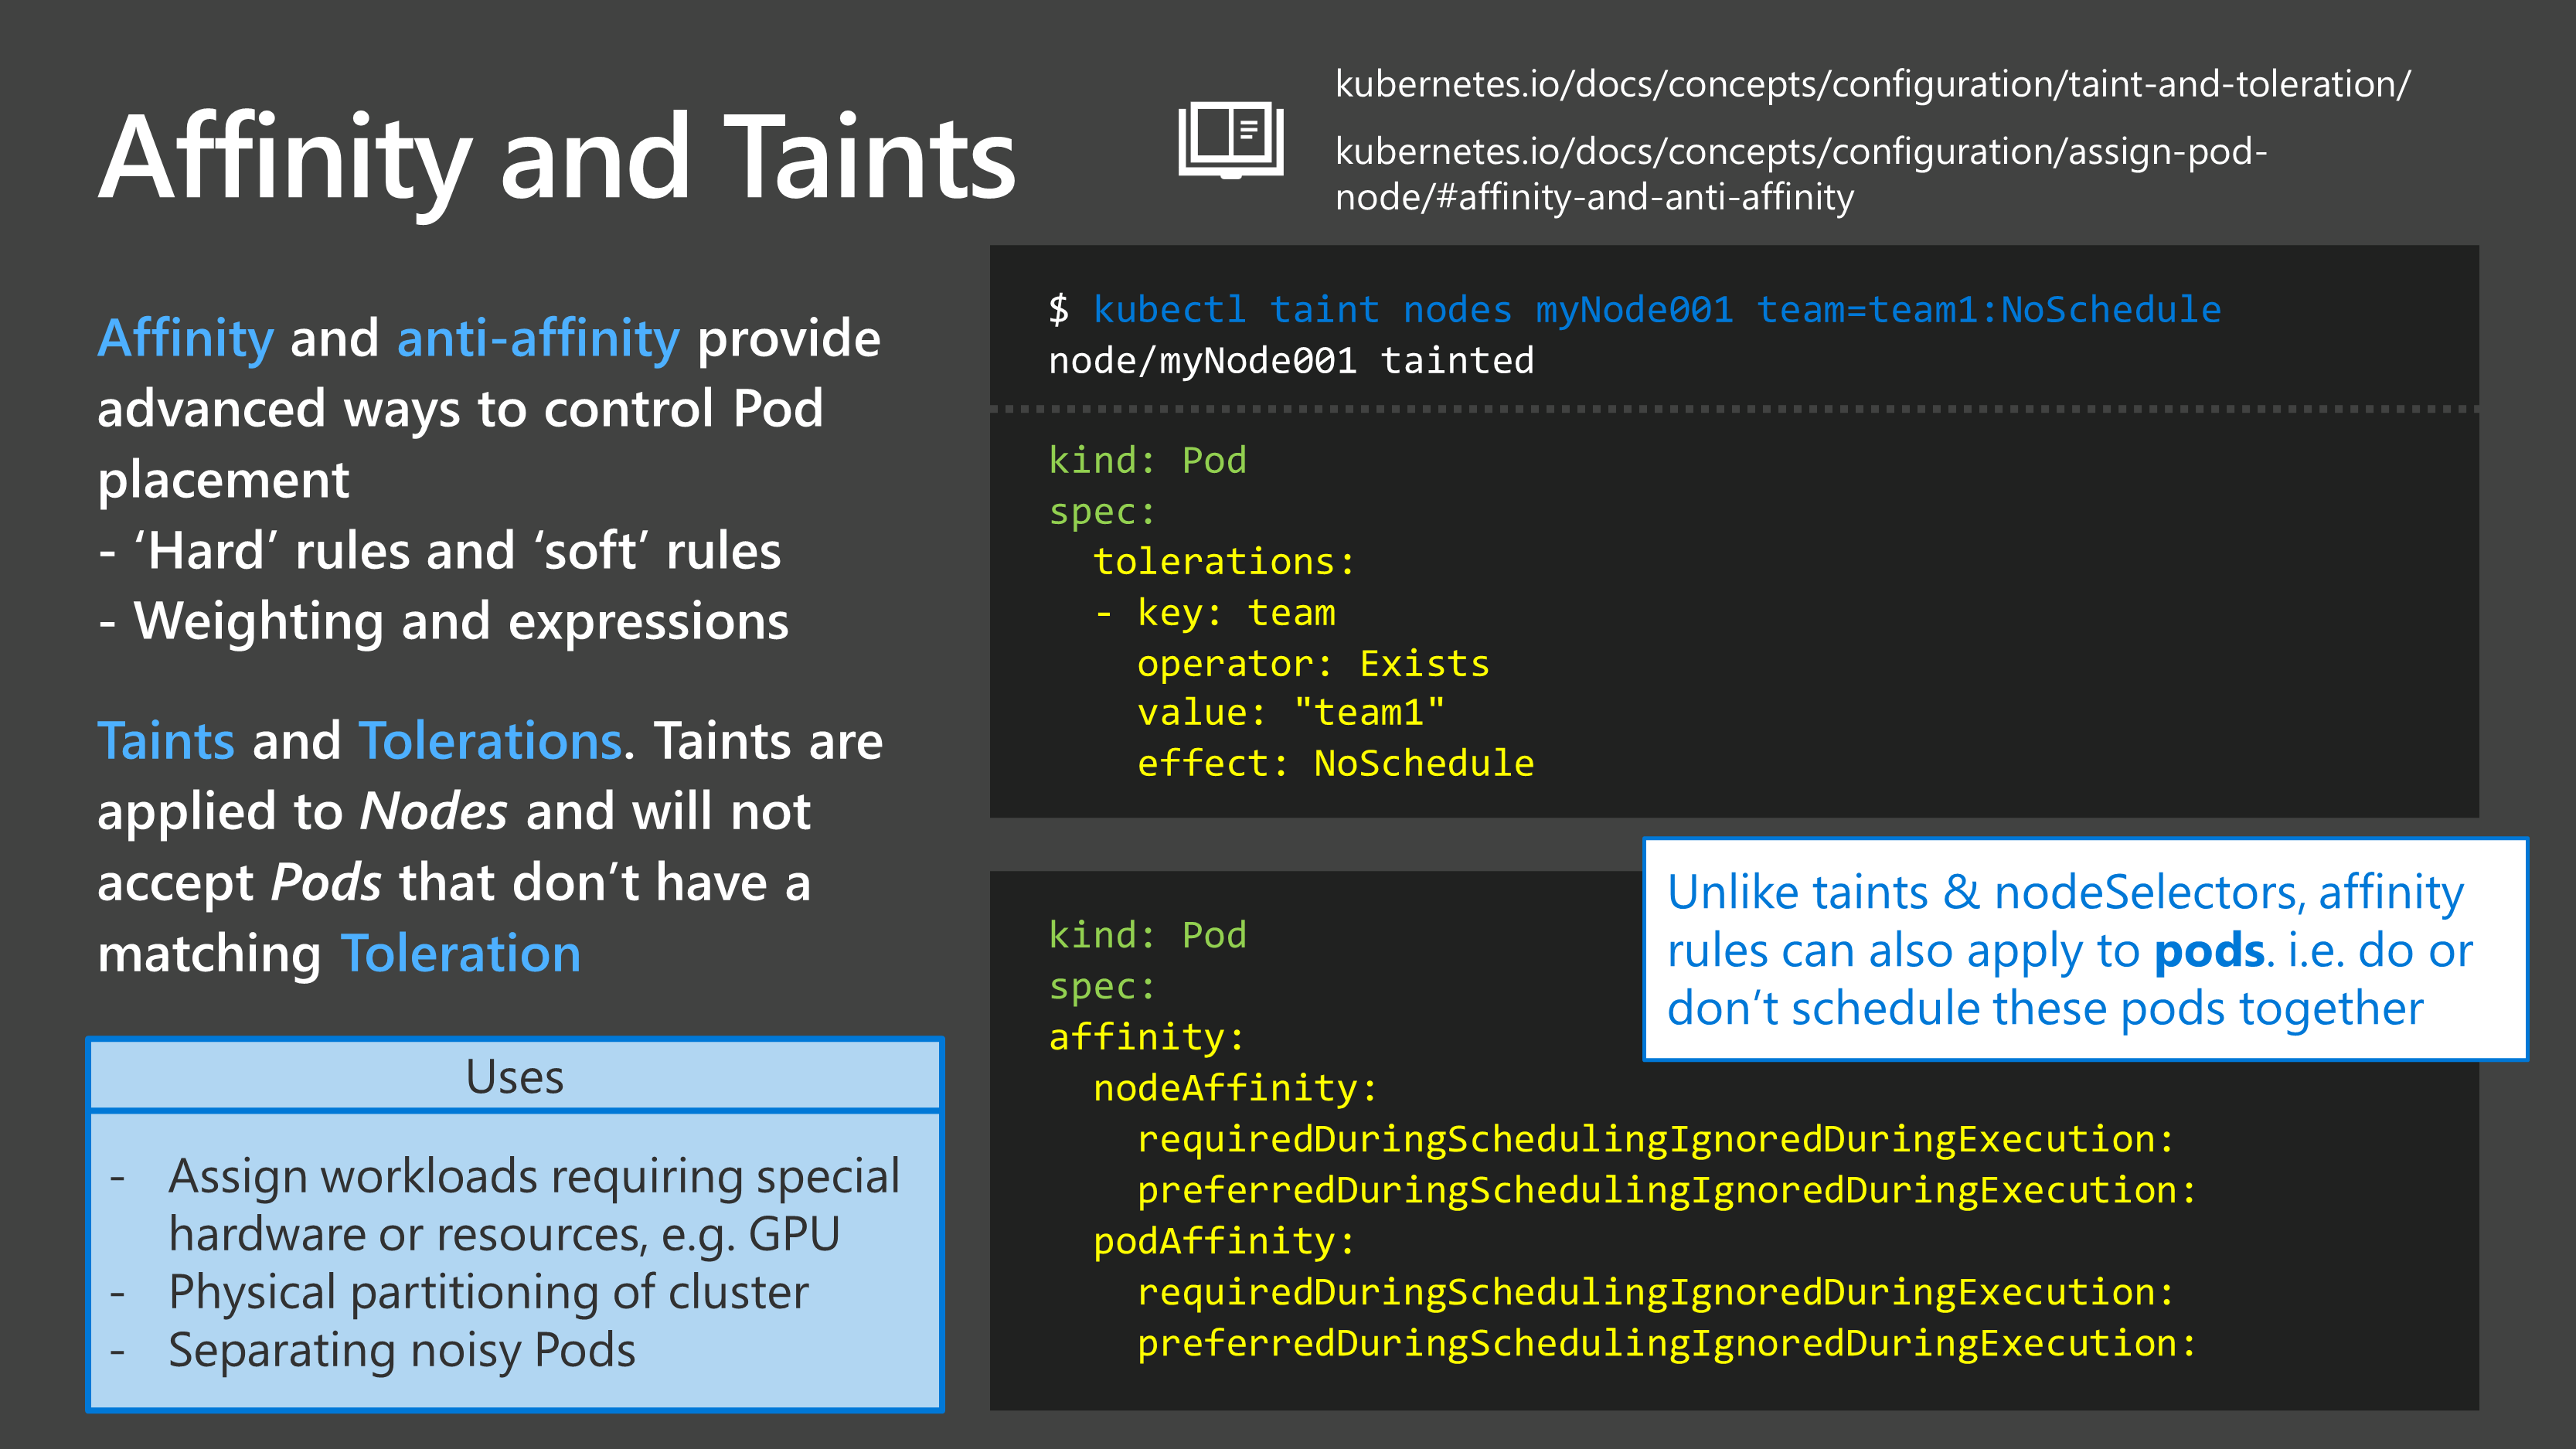 Affinity and Taints
kubernetes.io/docs/concepts/configuration/taint-and-toleration/
kubernetes.io/docs/concepts/configuration/assign-pod-
node/#affinity-and-anti-affinity
Affinity and anti-affinity provide
advanced ways to control Pod
placement
- ‘Hard’ rules and ‘soft’ rules
- Weighting and expressions
Taints and Tolerations. Taints are
applied to Nodes and will not
accept Pods that don’t have a
matching Toleration
Uses
- Assign workloads requiring special
hardware or resources, e.g. GPU
- Physical partitioning of cluster
- Separating noisy Pods
$ kubectl taint nodes myNode001 team=team1:NoSchedule
node/myNode001 tainted
kind: Pod
spec:
  tolerations:
  - key: team
    operator: Exists
    value: "team1"
    effect: NoSchedule
Unlike taints & nodeSelectors, affinity
rules can also apply to pods. i.e. do or
don’t schedule these pods together
kind: Pod
spec:
affinity:
  nodeAffinity:
    requiredDuringSchedulingIgnoredDuringExecution:
    preferredDuringSchedulingIgnoredDuringExecution:
  podAffinity:
    requiredDuringSchedulingIgnoredDuringExecution:
    preferredDuringSchedulingIgnoredDuringExecution: